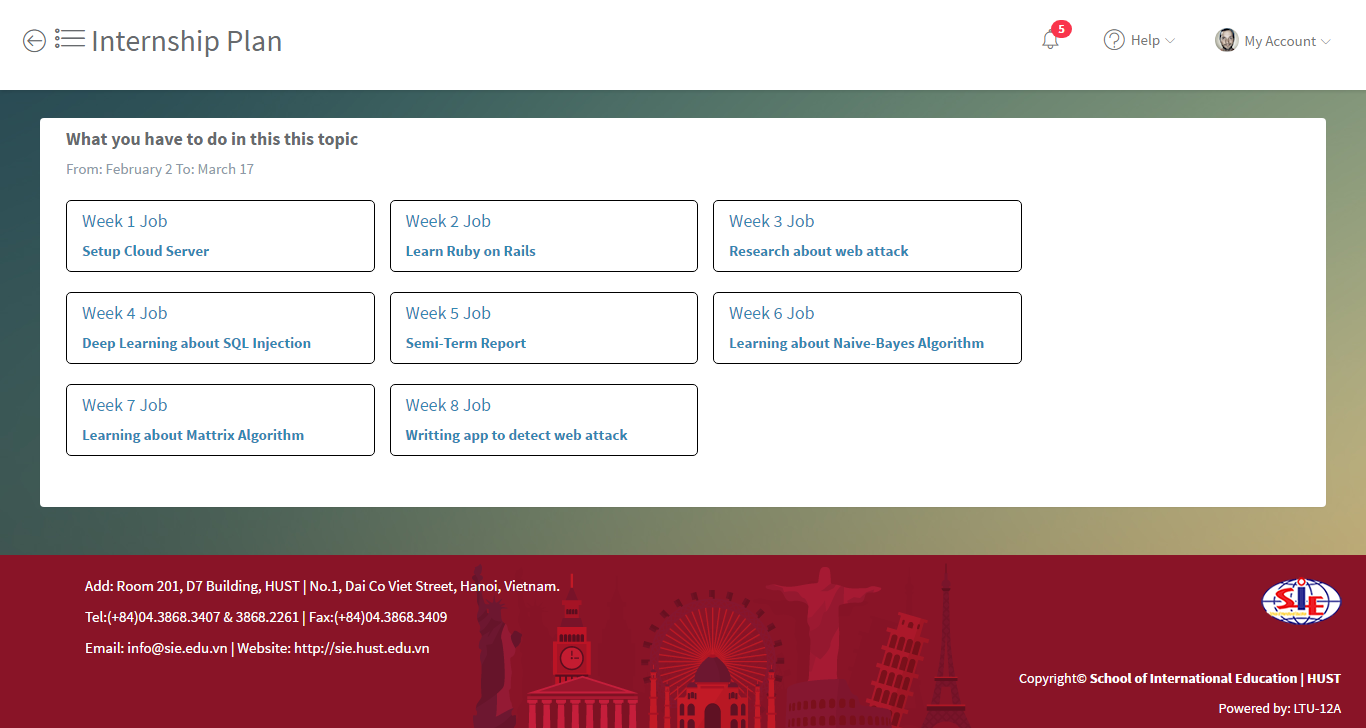 Internship Plan
5
Help
My Account
What you have to do in this this topic
From: February 2 To: March 17
Week 1 Job
Setup Cloud Server
Week 2 Job
Learn Ruby on Rails
Week 3 Job
Research about web attack
Week 4 Job
Deep Learning about SQL Injection
Week 5 Job
Semi-Term Report
Week 6 Job
Learning about Naive-Bayes Algorithm
Week 7 Job
Learning about Mattrix Algorithm
Week 8 Job
Writting app to detect web attack
Add: Room 201, D7 Building, HUST | No.1, Dai Co Viet Street, Hanoi, Vietnam.
Tel:(+84)04.3868.3407 & 3868.2261 | Fax:(+84)04.3868.3409
Email: info@sie.edu.vn | Website: http://sie.hust.edu.vn
SiE
Copyright© School of International Education | HUST
Powered by: LTU-12A